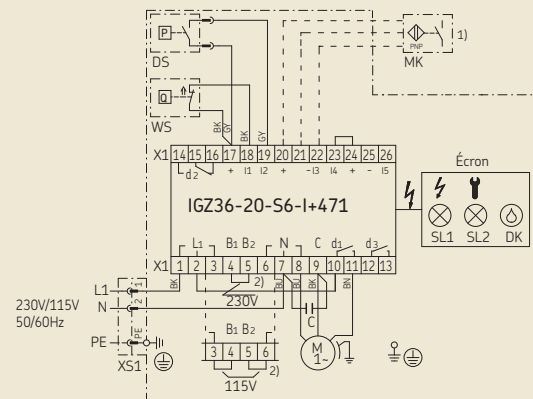 P
DS
1)
PNP
MK
Q
WS
BK
GY
BK
GY
X1 14 15 16 17 18 19 20 21 22 23 24 25 26
d2 + I1 I2 + - I3 I4 + - I5
Écron
IGZ36-20-S6-I+471
SL1 SL2 DK
L1 B1 B2 N C d1 d3
X1 1 2 3 4 5 6 7 8 9 10 11 12 13
BK
2)
BU
BU
BK
BN
230V
L1
1
230V/115V
50/60Hz
N
2
C
PE
PE
XS1
B1 B2
3 4 5 6
2)
115V
M
1~